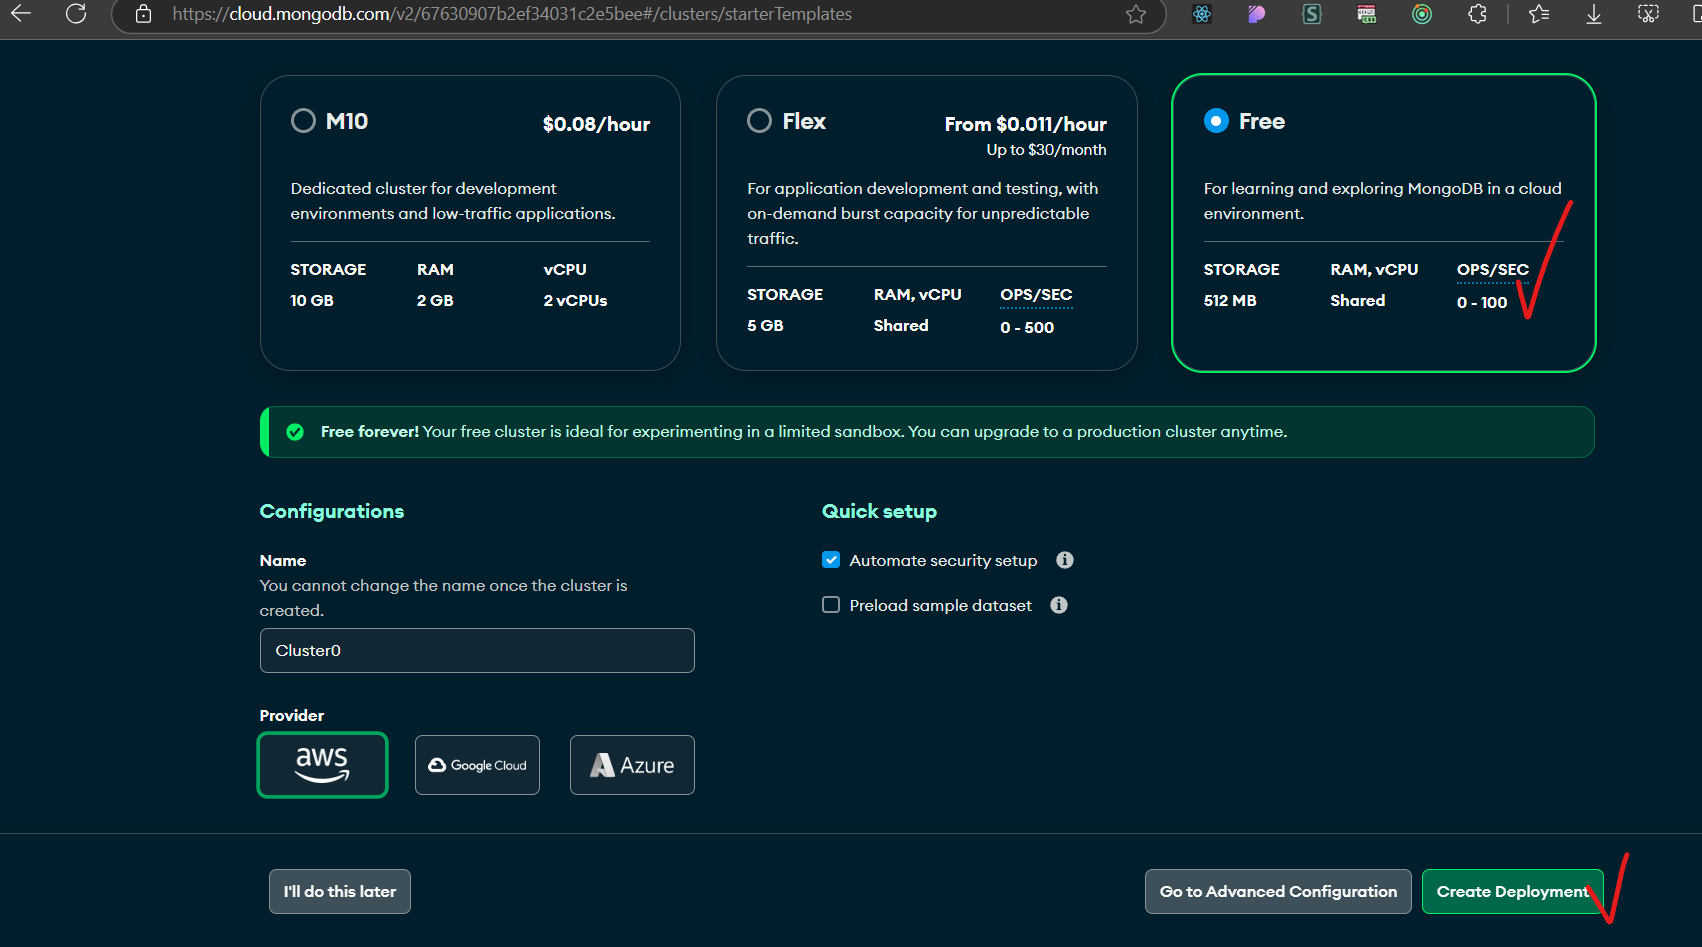 https://cloud.mongodb.com/v2/67630907b2ef34031c2e5bee#/clusters/starterTemplates
M10
$0.08/hour
Dedicated cluster for development
environments and low-traffic applications.
STORAGE RAM vCPU
10 GB 2 GB 2 vCPUs
Flex
From $0.011/hour
Up to $30/month
For application development and testing, with
on-demand burst capacity for unpredictable
traffic.
STORAGE RAM, vCPU OPS/SEC
5 GB Shared 0 - 500
Free
For learning and exploring MongoDB in a cloud
environment.
STORAGE RAM, vCPU OPS/SEC
512 MB Shared 0 - 100
Free forever! Your free cluster is ideal for experimenting in a limited sandbox. You can upgrade to a production cluster anytime.
Configurations
Name
You cannot change the name once the cluster is
created.
Cluster0
Provider
aws
Google Cloud
Azure
Quick setup
Automate security setup
Preload sample dataset
I'll do this later
Go to Advanced Configuration
Create Deployment